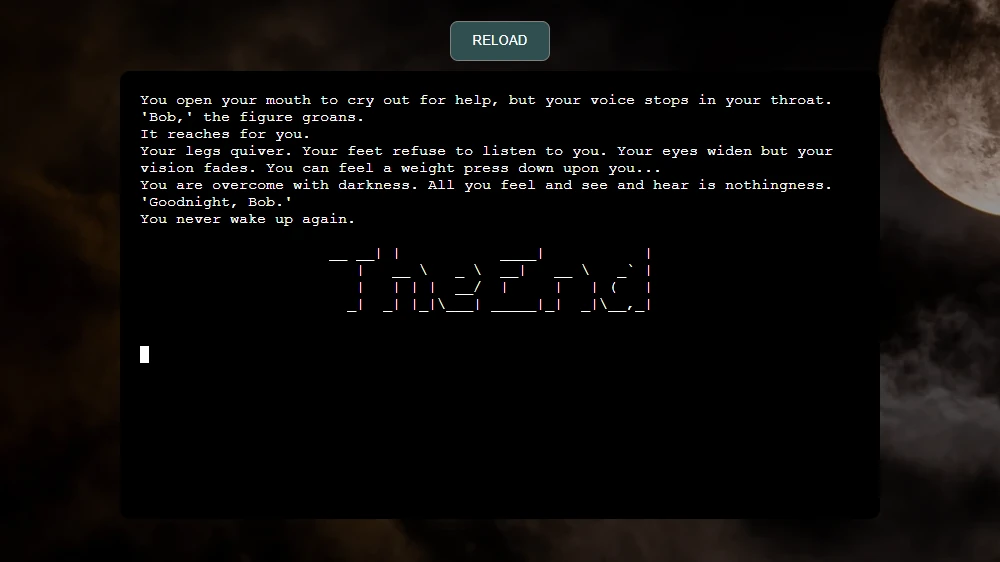 RELOAD
You open your mouth to cry out for help, but your voice stops in your throat.
'Bob,' the figure groans.
It reaches for you.
Your legs quiver. Your feet refuse to listen to you. Your eyes widen but your
vision fades. You can feel a weight press down upon you...
You are overcome with darkness. All you feel and see and hear is nothingness.
'Goodnight, Bob.'
You never wake up again.
The End